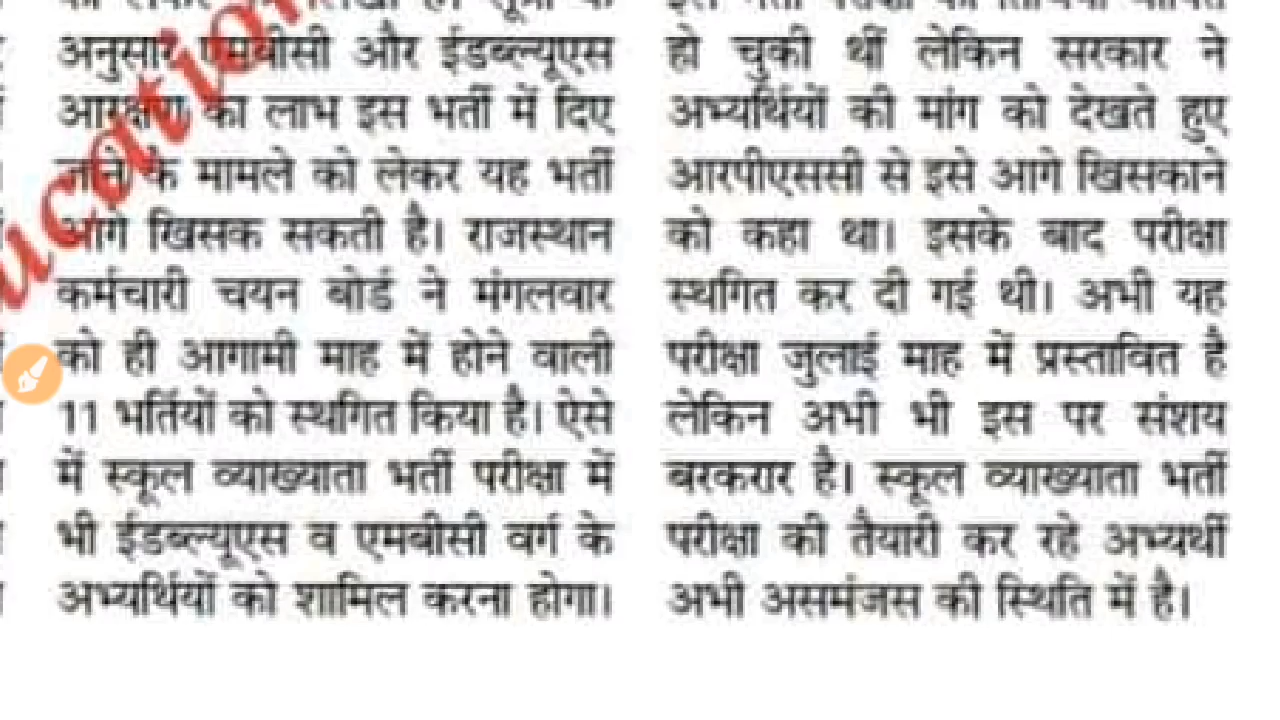 अनुसार एमबीसी और ईडब्ल्यूएस
आरक्षण का लाभ इस भर्ती में दिए
जाने के मामले को लेकर यह भर्ती
आगे खिसक सकती है। राजस्थान
कर्मचारी चयन बोर्ड ने मंगलवार
को ही आगामी माह में होने वाली
11 भर्तियों को स्थगित किया है। ऐसे
में स्कूल व्याख्याता भर्ती परीक्षा में
भी ईडब्ल्यूएस व एमबीसी वर्ग के
अभ्यर्थियों को शामिल करना होगा।
हो चुकी थीं लेकिन सरकार ने
अभ्यर्थियों की मांग को देखते हुए
आरपीएससी से इसे आगे खिसकाने
को कहा था। इसके बाद परीक्षा
स्थगित कर दी गई थी। अभी यह
परीक्षा जुलाई माह में प्रस्तावित है
लेकिन अभी भी इस पर संशय
बरकरार है। स्कूल व्याख्याता भर्ती
परीक्षा की तैयारी कर रहे अभ्यर्थी
अभी असमंजस की स्थिति में है।
ucation